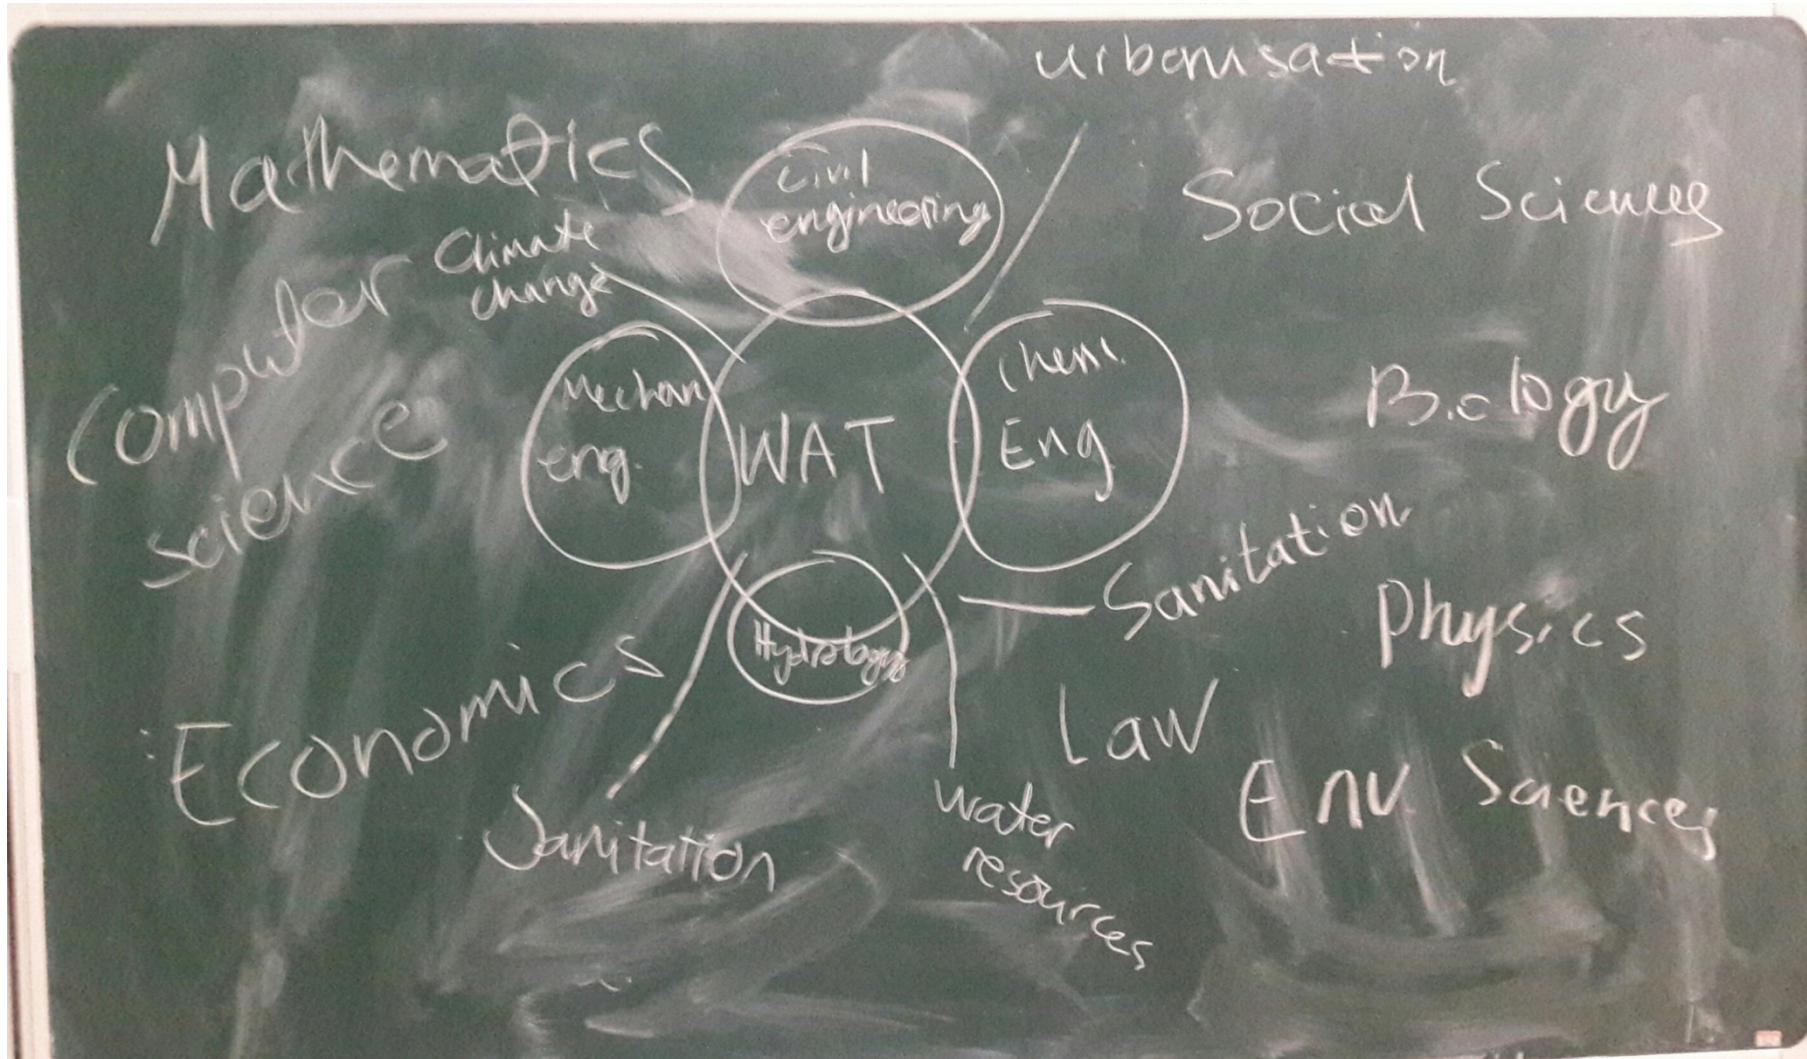 urbanisation
Mathematics
Civil
engineering
Social Sciences
Climate
change
Computer
science
Mechan
eng.
WAT
Chem.
Eng
Biology
Sanitation
Physics
Hydrology
Economics
Law
Env Sciences
Sanitation
water
resources